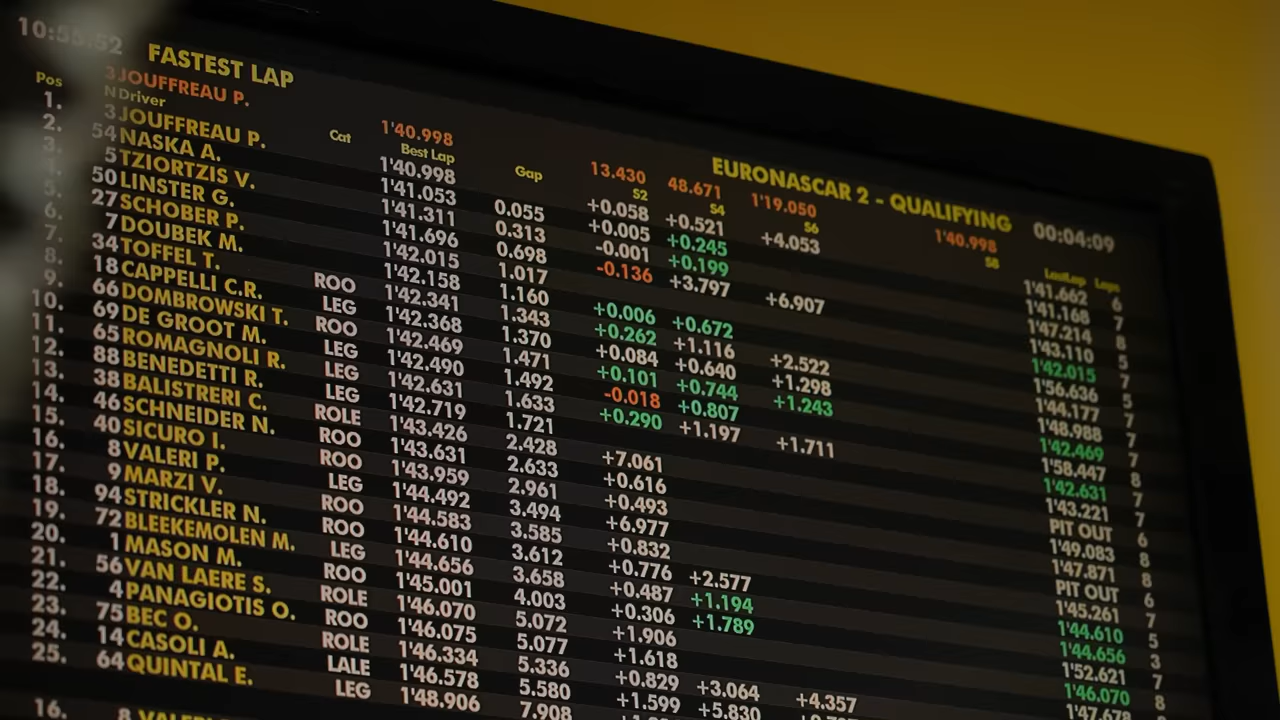 10:55:52
FASTEST LAP EURONASCAR 2 - QUALIFYING 00:04:09
3 JOUFFREAU P. 1'40.998 13.430 48.671 1'19.050 1'40.998
Pos N Driver Cat Best Lap Gap S2 S4 S6 S8 LastLap Laps
1. 3 JOUFFREAU P. 1'40.998 +0.058 +0.521 +4.053 1'41.662 6
2. 54 NASKA A. 1'41.053 0.055 +0.005 +0.245 1'41.168 7
3. 5 TZIORTZIS V. 1'41.311 0.313 -0.001 +0.199 1'47.214 8
4. 50 LINSTER G. 1'41.696 0.698 -0.136 +3.797 +6.907 1'43.110 5
5. 27 SCHOBER P. 1'42.015 1.017 1'42.015 7
6. 7 DOUBEK M. 1'42.158 1.160 +0.006 +0.672 1'56.636 5
7. 34 TOFFEL T. ROO 1'42.341 1.343 +0.262 +1.116 +2.522 1'44.177 7
8. 18 CAPPELLI C.R. LEG 1'42.368 1.370 +0.084 +0.640 +1.298 1'48.988 7
9. 66 DOMBROWSKI T. ROO 1'42.469 1.471 +0.101 +0.744 +1.243 1'42.469 7
10. 69 DE GROOT M. LEG 1'42.490 1.492 -0.018 +0.807 1'58.447 8
11. 65 ROMAGNOLI R. LEG 1'42.631 1.633 +0.290 +1.197 +1.711 1'42.631 7
12. 88 BENEDETTI R. LEG 1'42.719 1.721 1'43.221 7
13. 38 BALISTRERI C. ROLE 1'43.426 2.428 +7.061 PIT OUT 6
14. 46 SCHNEIDER N. ROO 1'43.631 2.633 +0.616 1'49.083 8
15. 40 SICURO I. ROO 1'43.959 2.961 +0.493 1'47.871 8
16. 8 VALERI P. LEG 1'44.492 3.494 +6.977 PIT OUT 6
17. 9 MARZI V. ROO 1'44.583 3.585 +0.832 1'45.261 7
18. 94 STRICKLER N. ROO 1'44.610 3.612 +0.776 +2.577 1'44.610 5
19. 72 BLEEKEMOLEN M. LEG 1'44.656 3.658 +0.487 +1.194 1'44.656 3
20. 1 MASON M. ROO 1'45.001 4.003 +0.306 +1.789 1'52.621 7
21. 56 VAN LAERE S. ROLE 1'46.070 5.072 +1.906 1'46.070 8
22. 4 PANAGIOTIS O. ROO 1'46.075 5.077 +1.618 1'47.678
23. 75 BEC O. ROLE 1'46.334 5.336 +0.829 +3.064 +4.357
24. 14 CASOLI A. LALE 1'46.578 5.580 +1.599 +5.830
25. 64 QUINTAL E. LEG 1'48.906 7.908
16. 8 VALERI